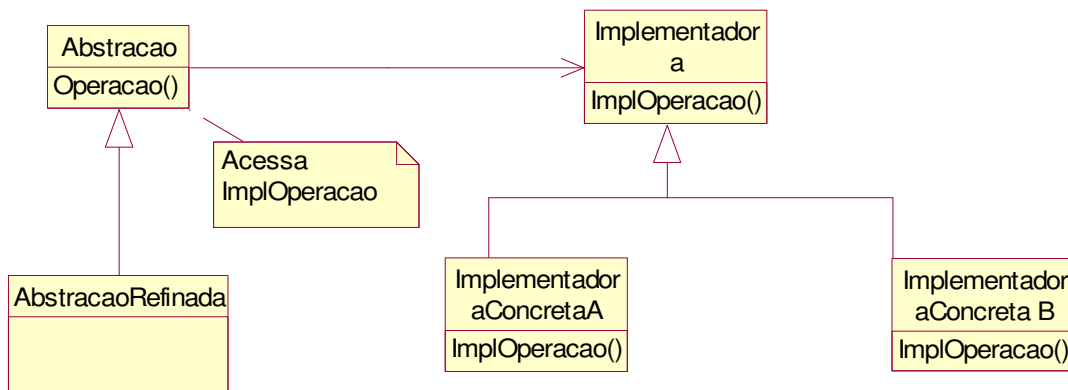 Abstracao
Operacao()
Implementador
a
ImplOperacao()
Acessa
ImplOperacao
AbstracaoRefinada
Implementador
aConcretaA
ImplOperacao()
Implementador
aConcreta B
ImplOperacao()